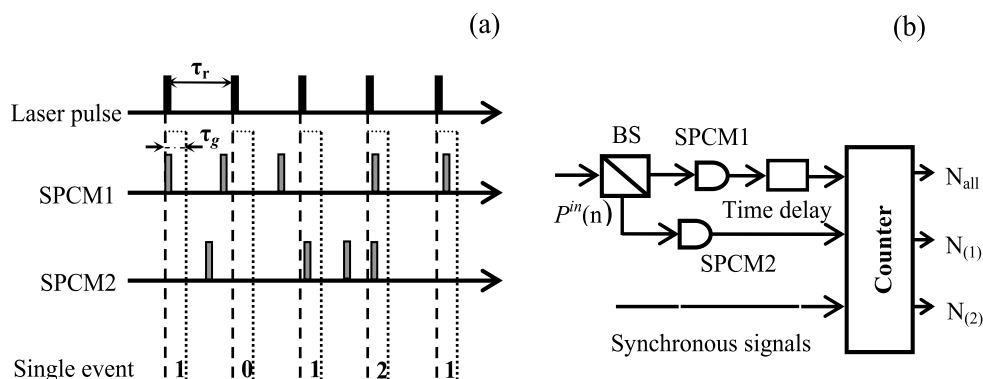 (a)
τr
Laser pulse
τg
SPCM1
SPCM2
Single event 1 0 1 2 1
(b)
BS SPCM1
Pin(n)
Time delay
SPCM2
Synchronous signals
Counter
Nall
N(1)
N(2)